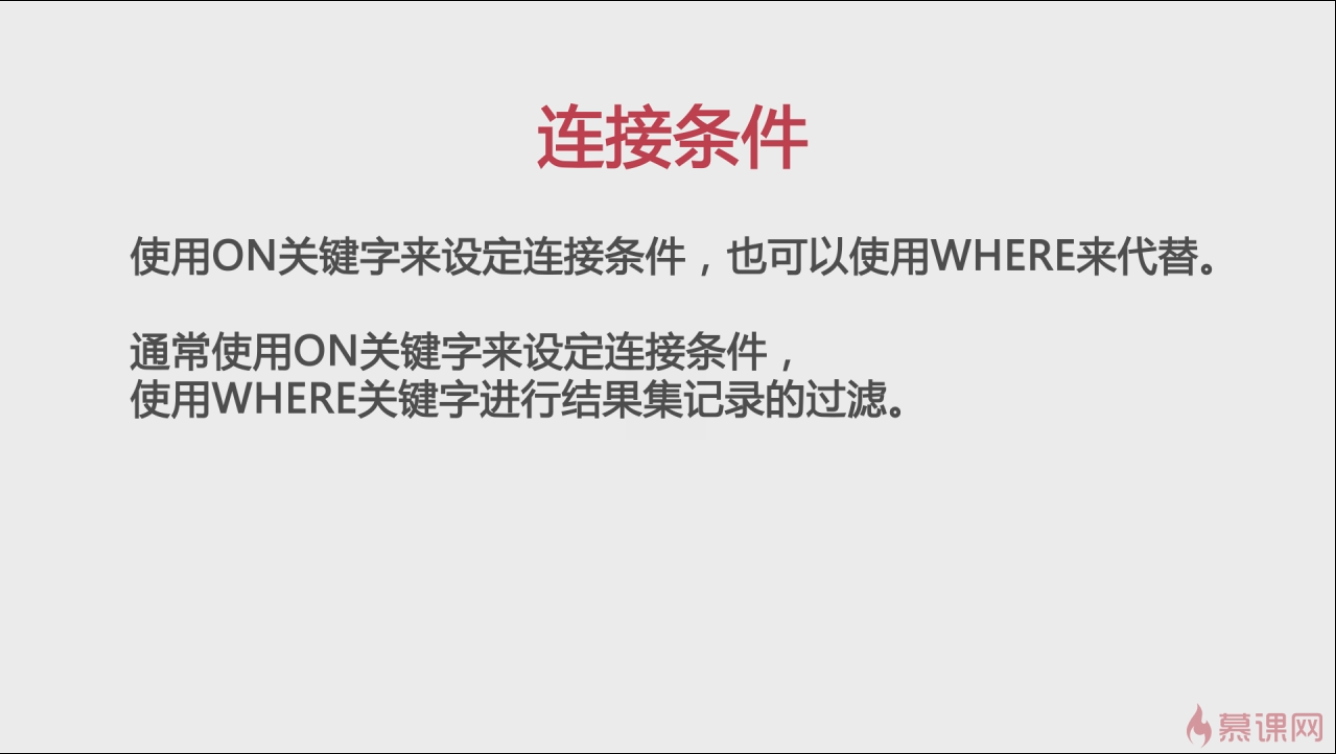 连接条件
使用ON关键字来设定连接条件，也可以使用WHERE来代替。
通常使用ON关键字来设定连接条件，
使用WHERE关键字进行结果集记录的过滤。
慕课网